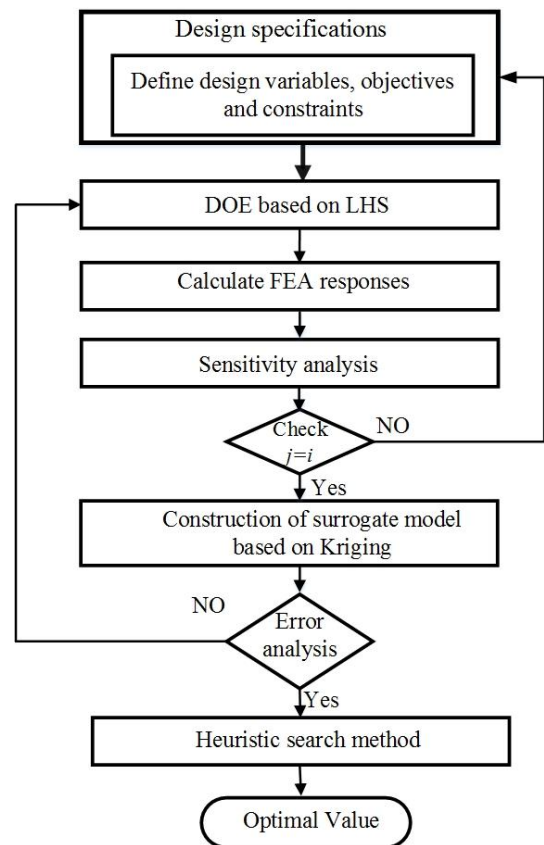 Design specifications
Define design variables, objectives
and constraints
DOE based on LHS
Calculate FEA responses
Sensitivity analysis
Check
j=i
NO
Yes
Construction of surrogate model
based on Kriging
NO
Error
analysis
Yes
Heuristic search method
Optimal Value